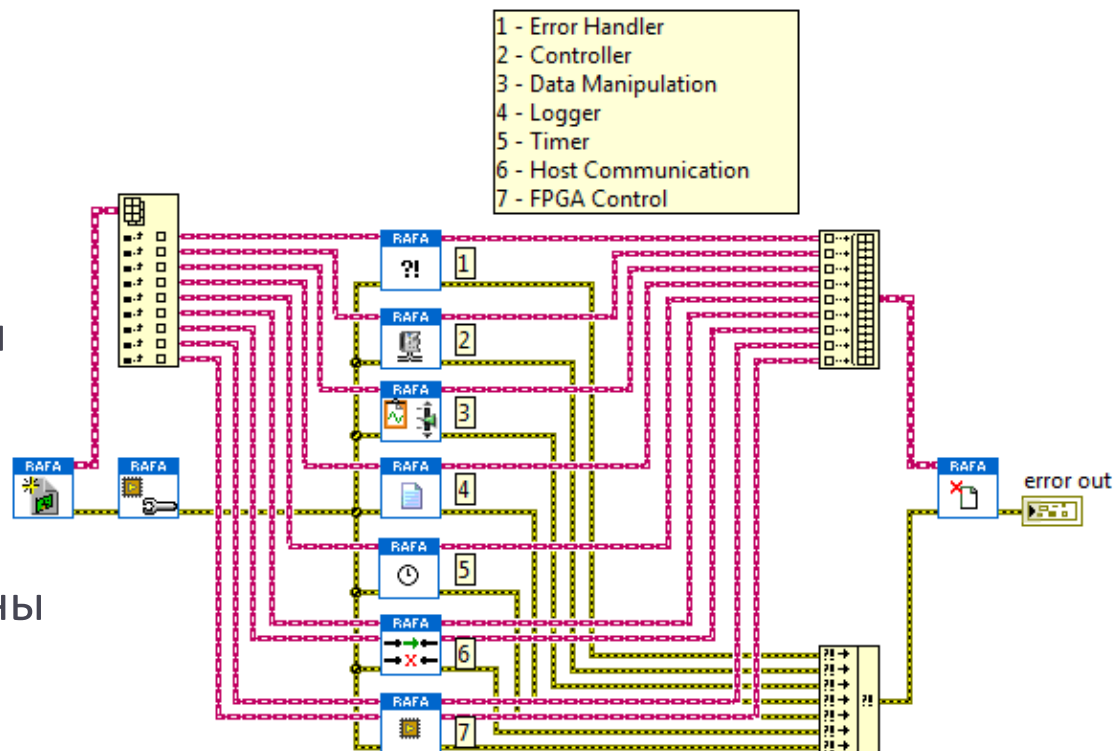 1 - Error Handler
2 - Controller
3 - Data Manipulation
4 - Logger
5 - Timer
6 - Host Communication
7 - FPGA Control
RAFA
?!
1
RAFA
2
RAFA
3
RAFA
RAFA
RAFA
4
RAFA
error out
RAFA
5
ны
RAFA
6
RAFA
7
?!
?!
?!
?!
?!
?!
?!
?!